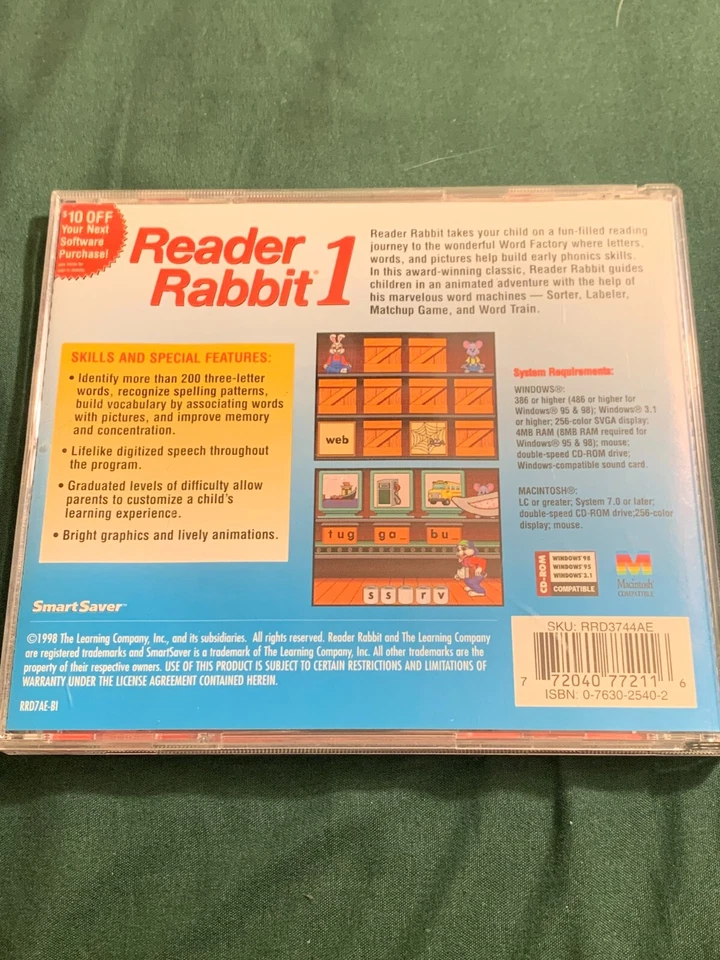 $10 OFF
Your Next
Software
Purchase!
Reader
Rabbit® 1
Reader Rabbit takes your child on a fun-filled reading
journey to the wonderful Word Factory where letters,
words, and pictures help build early phonics skills.
In this award-winning classic, Reader Rabbit guides
children in an animated adventure with the help of
his marvelous word machines — Sorter, Labeler,
Matchup Game, and Word Train.
SKILLS AND SPECIAL FEATURES:
• Identify more than 200 three-letter
words, recognize spelling patterns,
build vocabulary by associating words
with pictures, and improve memory
and concentration.
• Lifelike digitized speech throughout
the program.
• Graduated levels of difficulty allow
parents to customize a child's
learning experience.
• Bright graphics and lively animations.
web
tug ga_ bu_
s s r v
System Requirements:
WINDOWS®:
386 or higher (486 or higher for
Windows® 95 & 98); Windows® 3.1
or higher; 256-color SVGA display;
4MB RAM (8MB RAM required for
Windows® 95 & 98); mouse;
double-speed CD-ROM drive;
Windows-compatible sound card.
MACINTOSH®:
LC or greater; System 7.0 or later;
double-speed CD-ROM drive;256-color
display; mouse.
CD-ROM
WINDOWS 98
WINDOWS 95
WINDOWS 3.1
COMPATIBLE
M
Macintosh
COMPATIBLE
SmartSaver™
©1998 The Learning Company, Inc., and its subsidiaries. All rights reserved. Reader Rabbit and The Learning Company
are registered trademarks and SmartSaver is a trademark of The Learning Company, Inc. All other trademarks are the
property of their respective owners. USE OF THIS PRODUCT IS SUBJECT TO CERTAIN RESTRICTIONS AND LIMITATIONS OF
WARRANTY UNDER THE LICENSE AGREEMENT CONTAINED HEREIN.
RRD7AE-BI
SKU: RRD3744AE
7 72040 77211 6
ISBN: 0-7630-2540-2